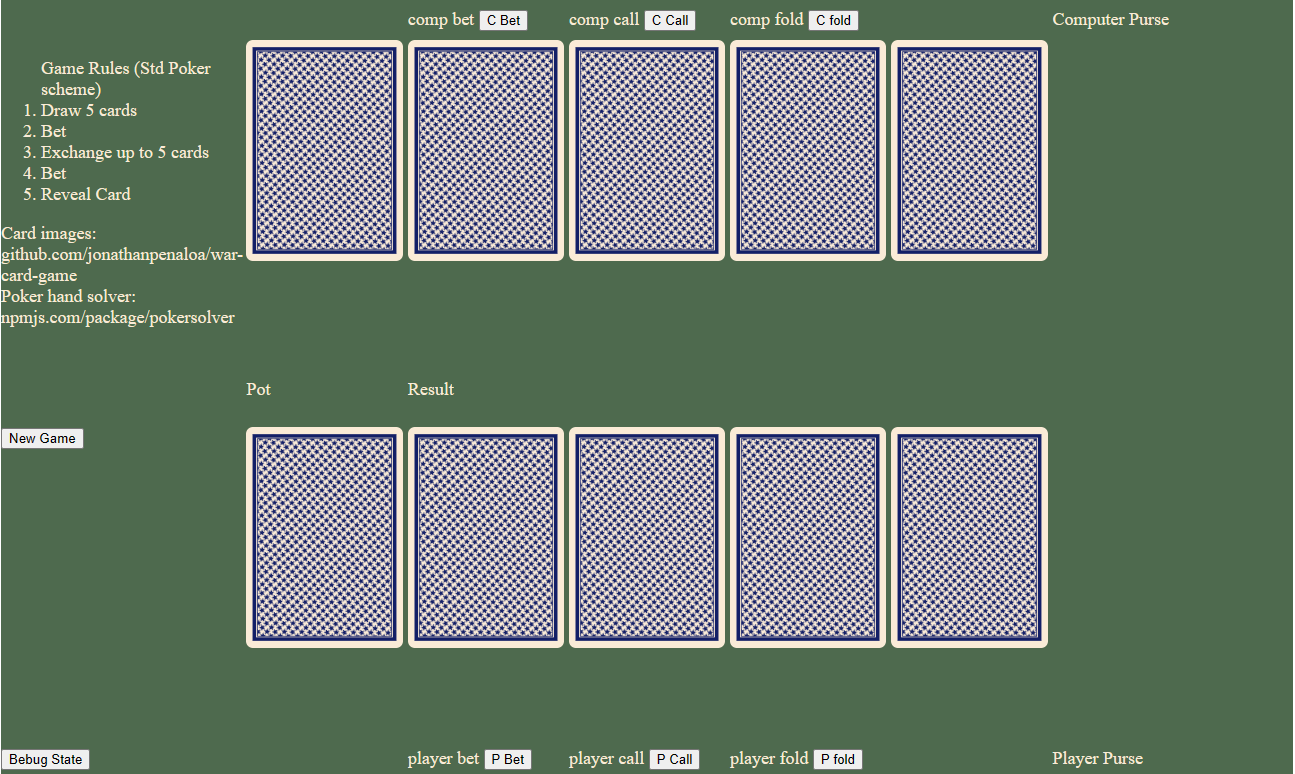 comp bet C Bet comp call C Call comp fold C fold Computer Purse
Game Rules (Std Poker
scheme)
1. Draw 5 cards
2. Bet
3. Exchange up to 5 cards
4. Bet
5. Reveal Card
Card images:
github.com/jonathanpenaloa/war-
card-game
Poker hand solver:
npmjs.com/package/pokersolver
Pot Result
New Game
Bebug State player bet P Bet player call P Call player fold P fold Player Purse